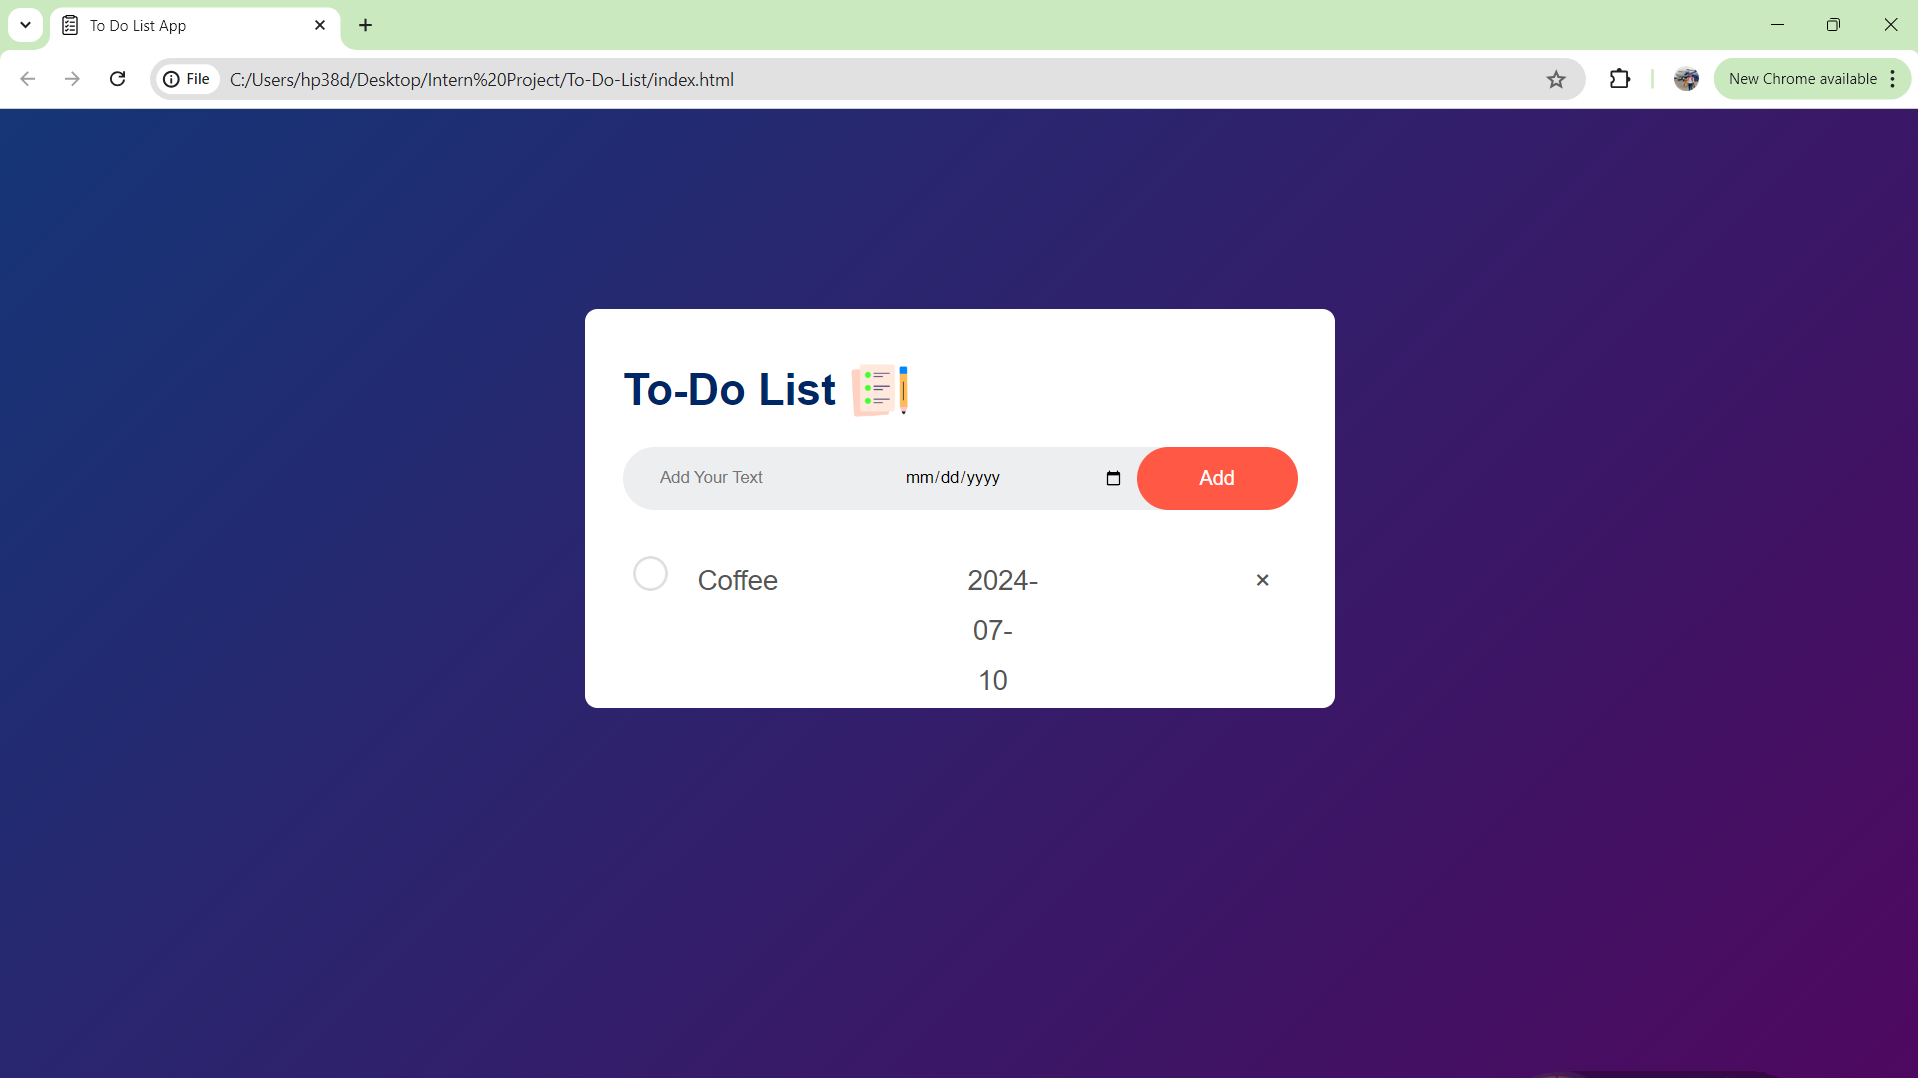 To Do List App
File
C:/Users/hp38d/Desktop/Intern%20Project/To-Do-List/index.html
New Chrome available
To-Do List
Add Your Text
mm/dd/yyyy
Add
Coffee
2024-
07-
10
×